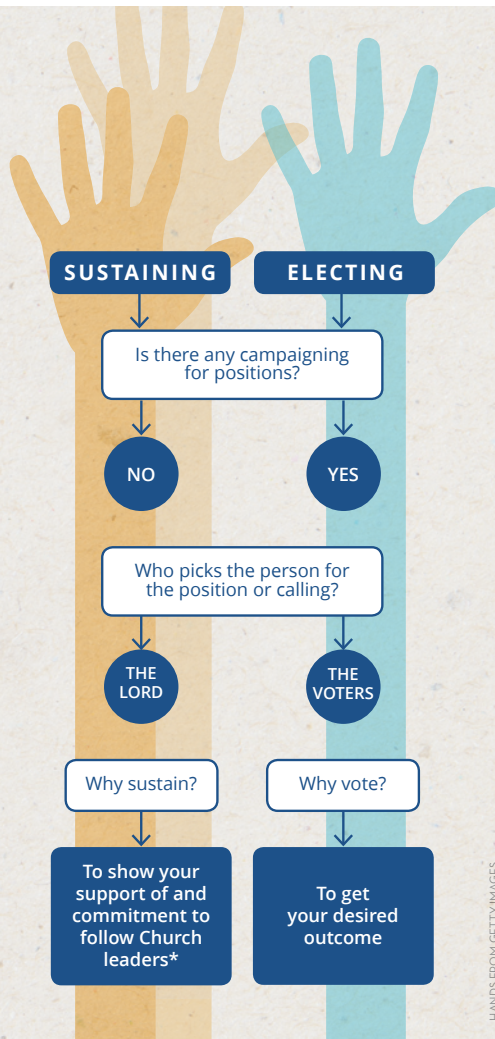 SUSTAINING
ELECTING
Is there any campaigning
for positions?
NO
YES
Who picks the person for
the position or calling?
THE
LORD
THE
VOTERS
Why sustain?
Why vote?
To show your
support of and
commitment to
follow Church
leaders*
To get
your desired
outcome
HANDS FROM GETTY IMAGES